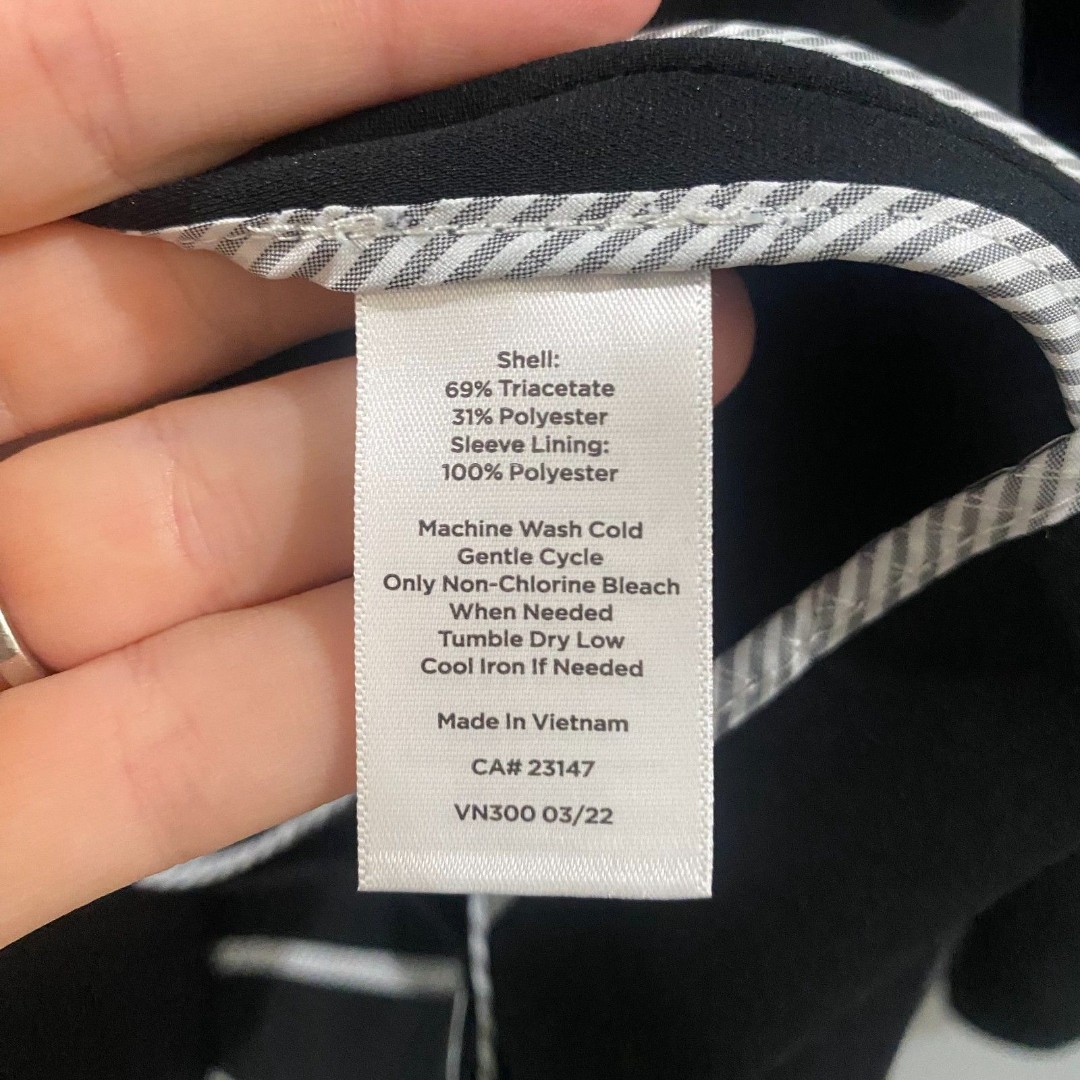 Shell:
69% Triacetate
31% Polyester
Sleeve Lining:
100% Polyester
Machine Wash Cold
Gentle Cycle
Only Non-Chlorine Bleach
When Needed
Tumble Dry Low
Cool Iron If Needed
Made In Vietnam
CA# 23147
VN300 03/22